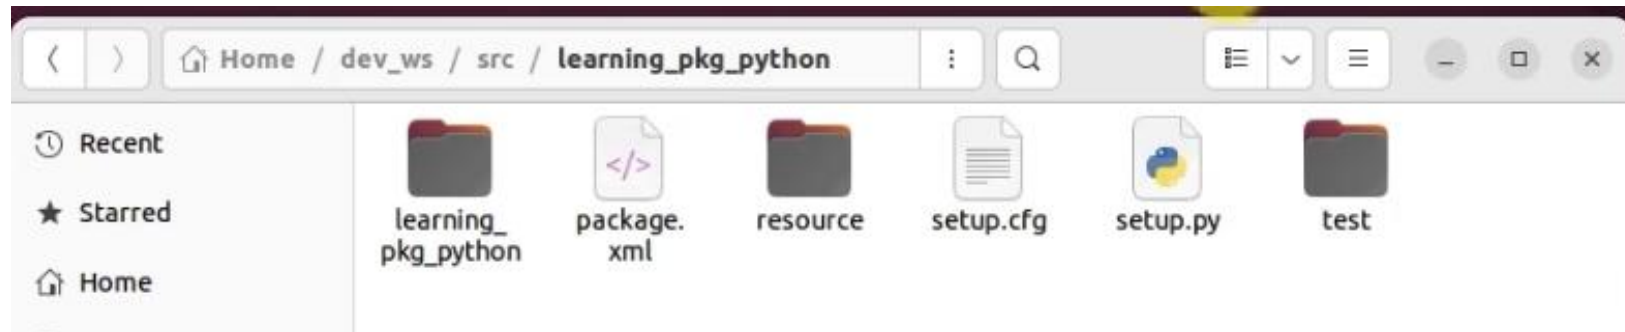 Home / dev_ws / src / learning_pkg_python
Recent
Starred
Home
learning_
pkg_python
package.
xml
resource
setup.cfg
setup.py
test